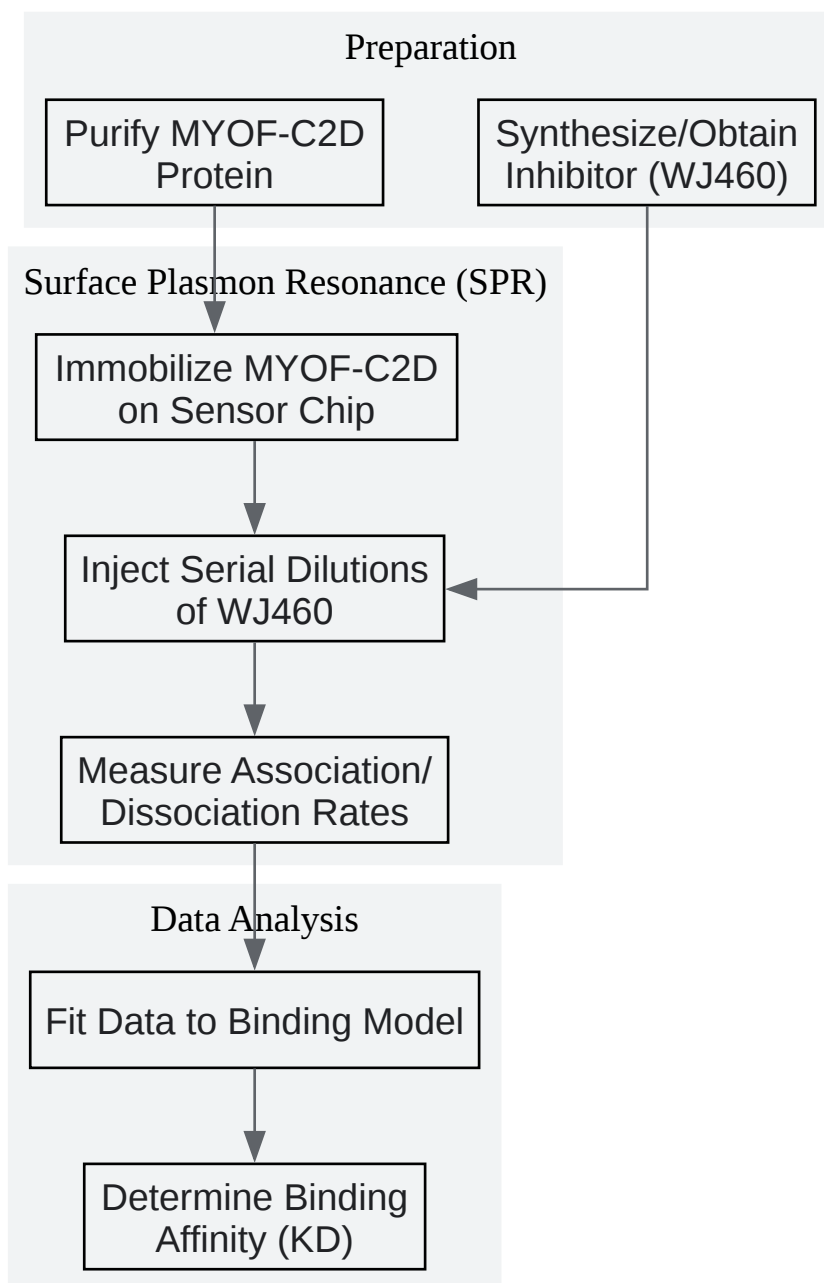 Preparation
Purify MYOF-C2D
Protein
Synthesize/Obtain
Inhibitor (WJ460)
Surface Plasmon Resonance (SPR)
Immobilize MYOF-C2D
on Sensor Chip
Inject Serial Dilutions
of WJ460
Measure Association/
Dissociation Rates
Data Analysis
Fit Data to Binding Model
Determine Binding
Affinity (KD)